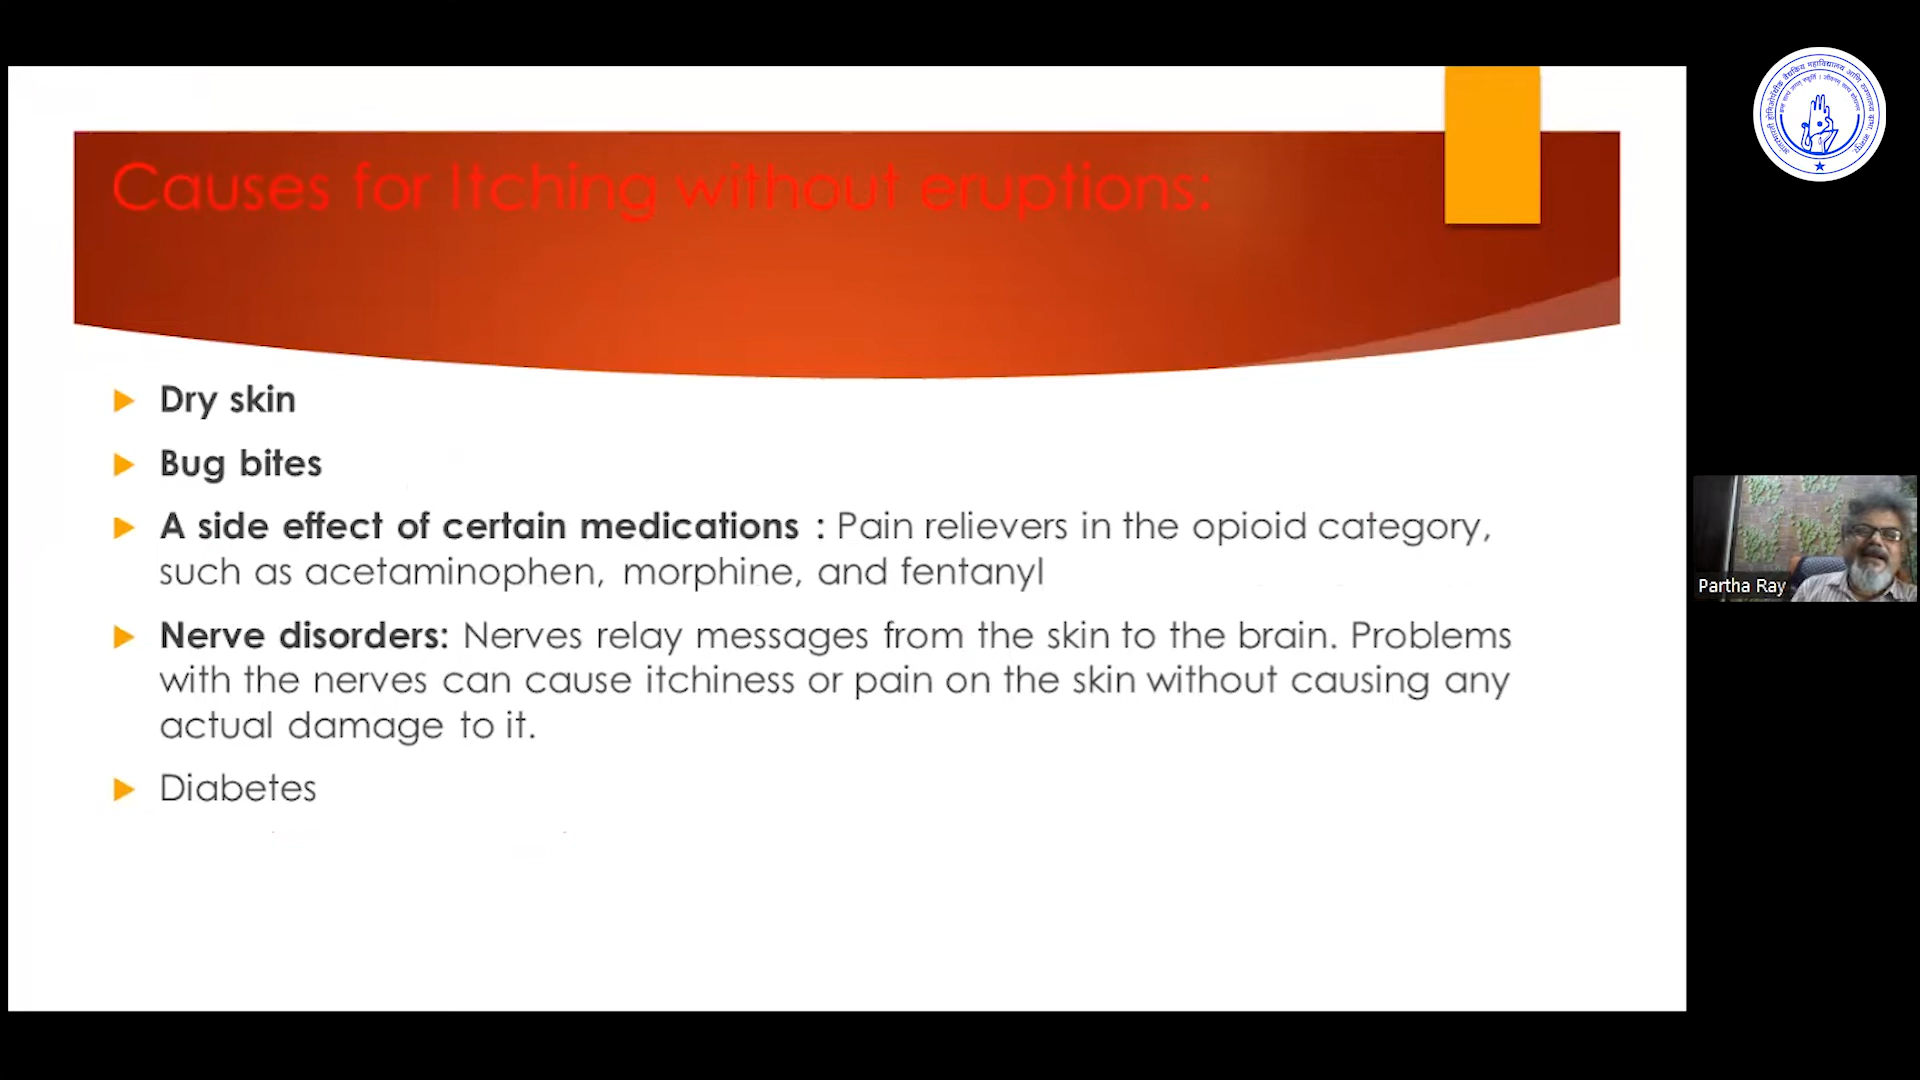 Causes for Itching without eruptions:
Dry skin
Bug bites
A side effect of certain medications : Pain relievers in the opioid category,
such as acetaminophen, morphine, and fentanyl
Nerve disorders: Nerves relay messages from the skin to the brain. Problems
with the nerves can cause itchiness or pain on the skin without causing any
actual damage to it.
Diabetes
Partha Ray